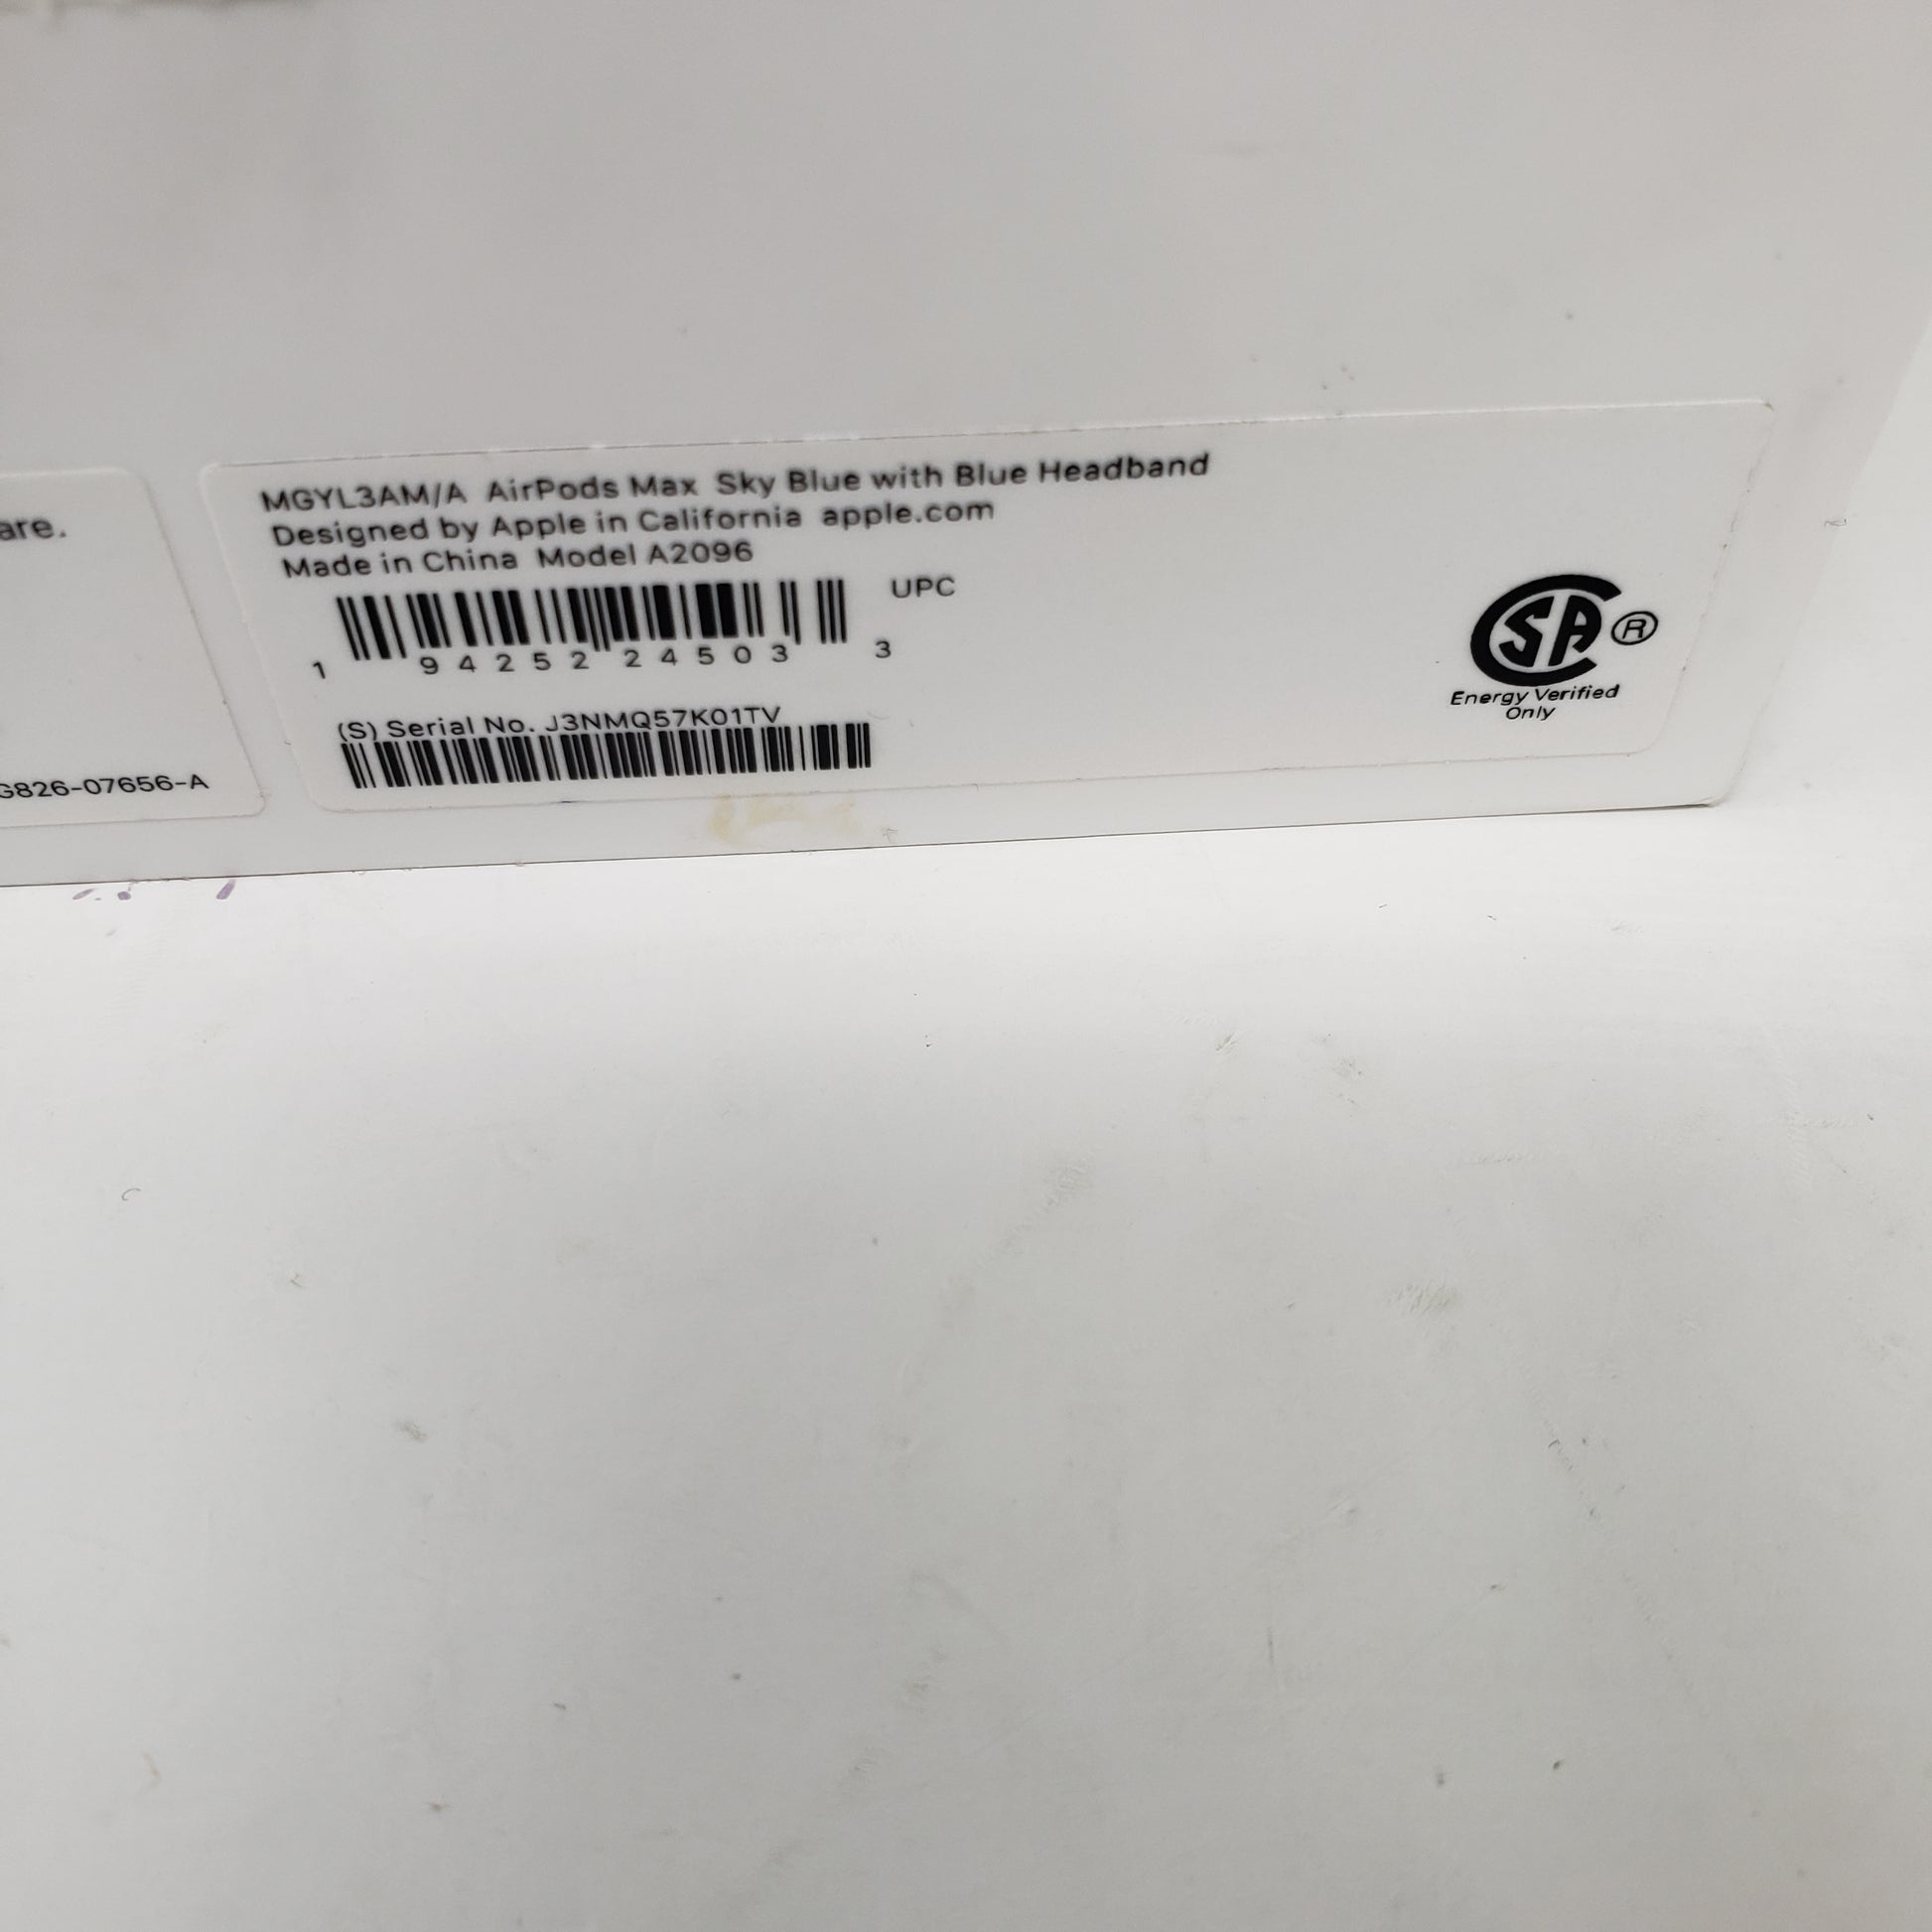 are.
G826-07656-A
MGYL3AM/A AirPods Max Sky Blue with Blue Headband
Designed by Apple in California apple.com
Made in China Model A2096
UPC
1 94252 24503 3
(S) Serial No. J3NMQ57K01TV
SA ®
Energy Verified
Only